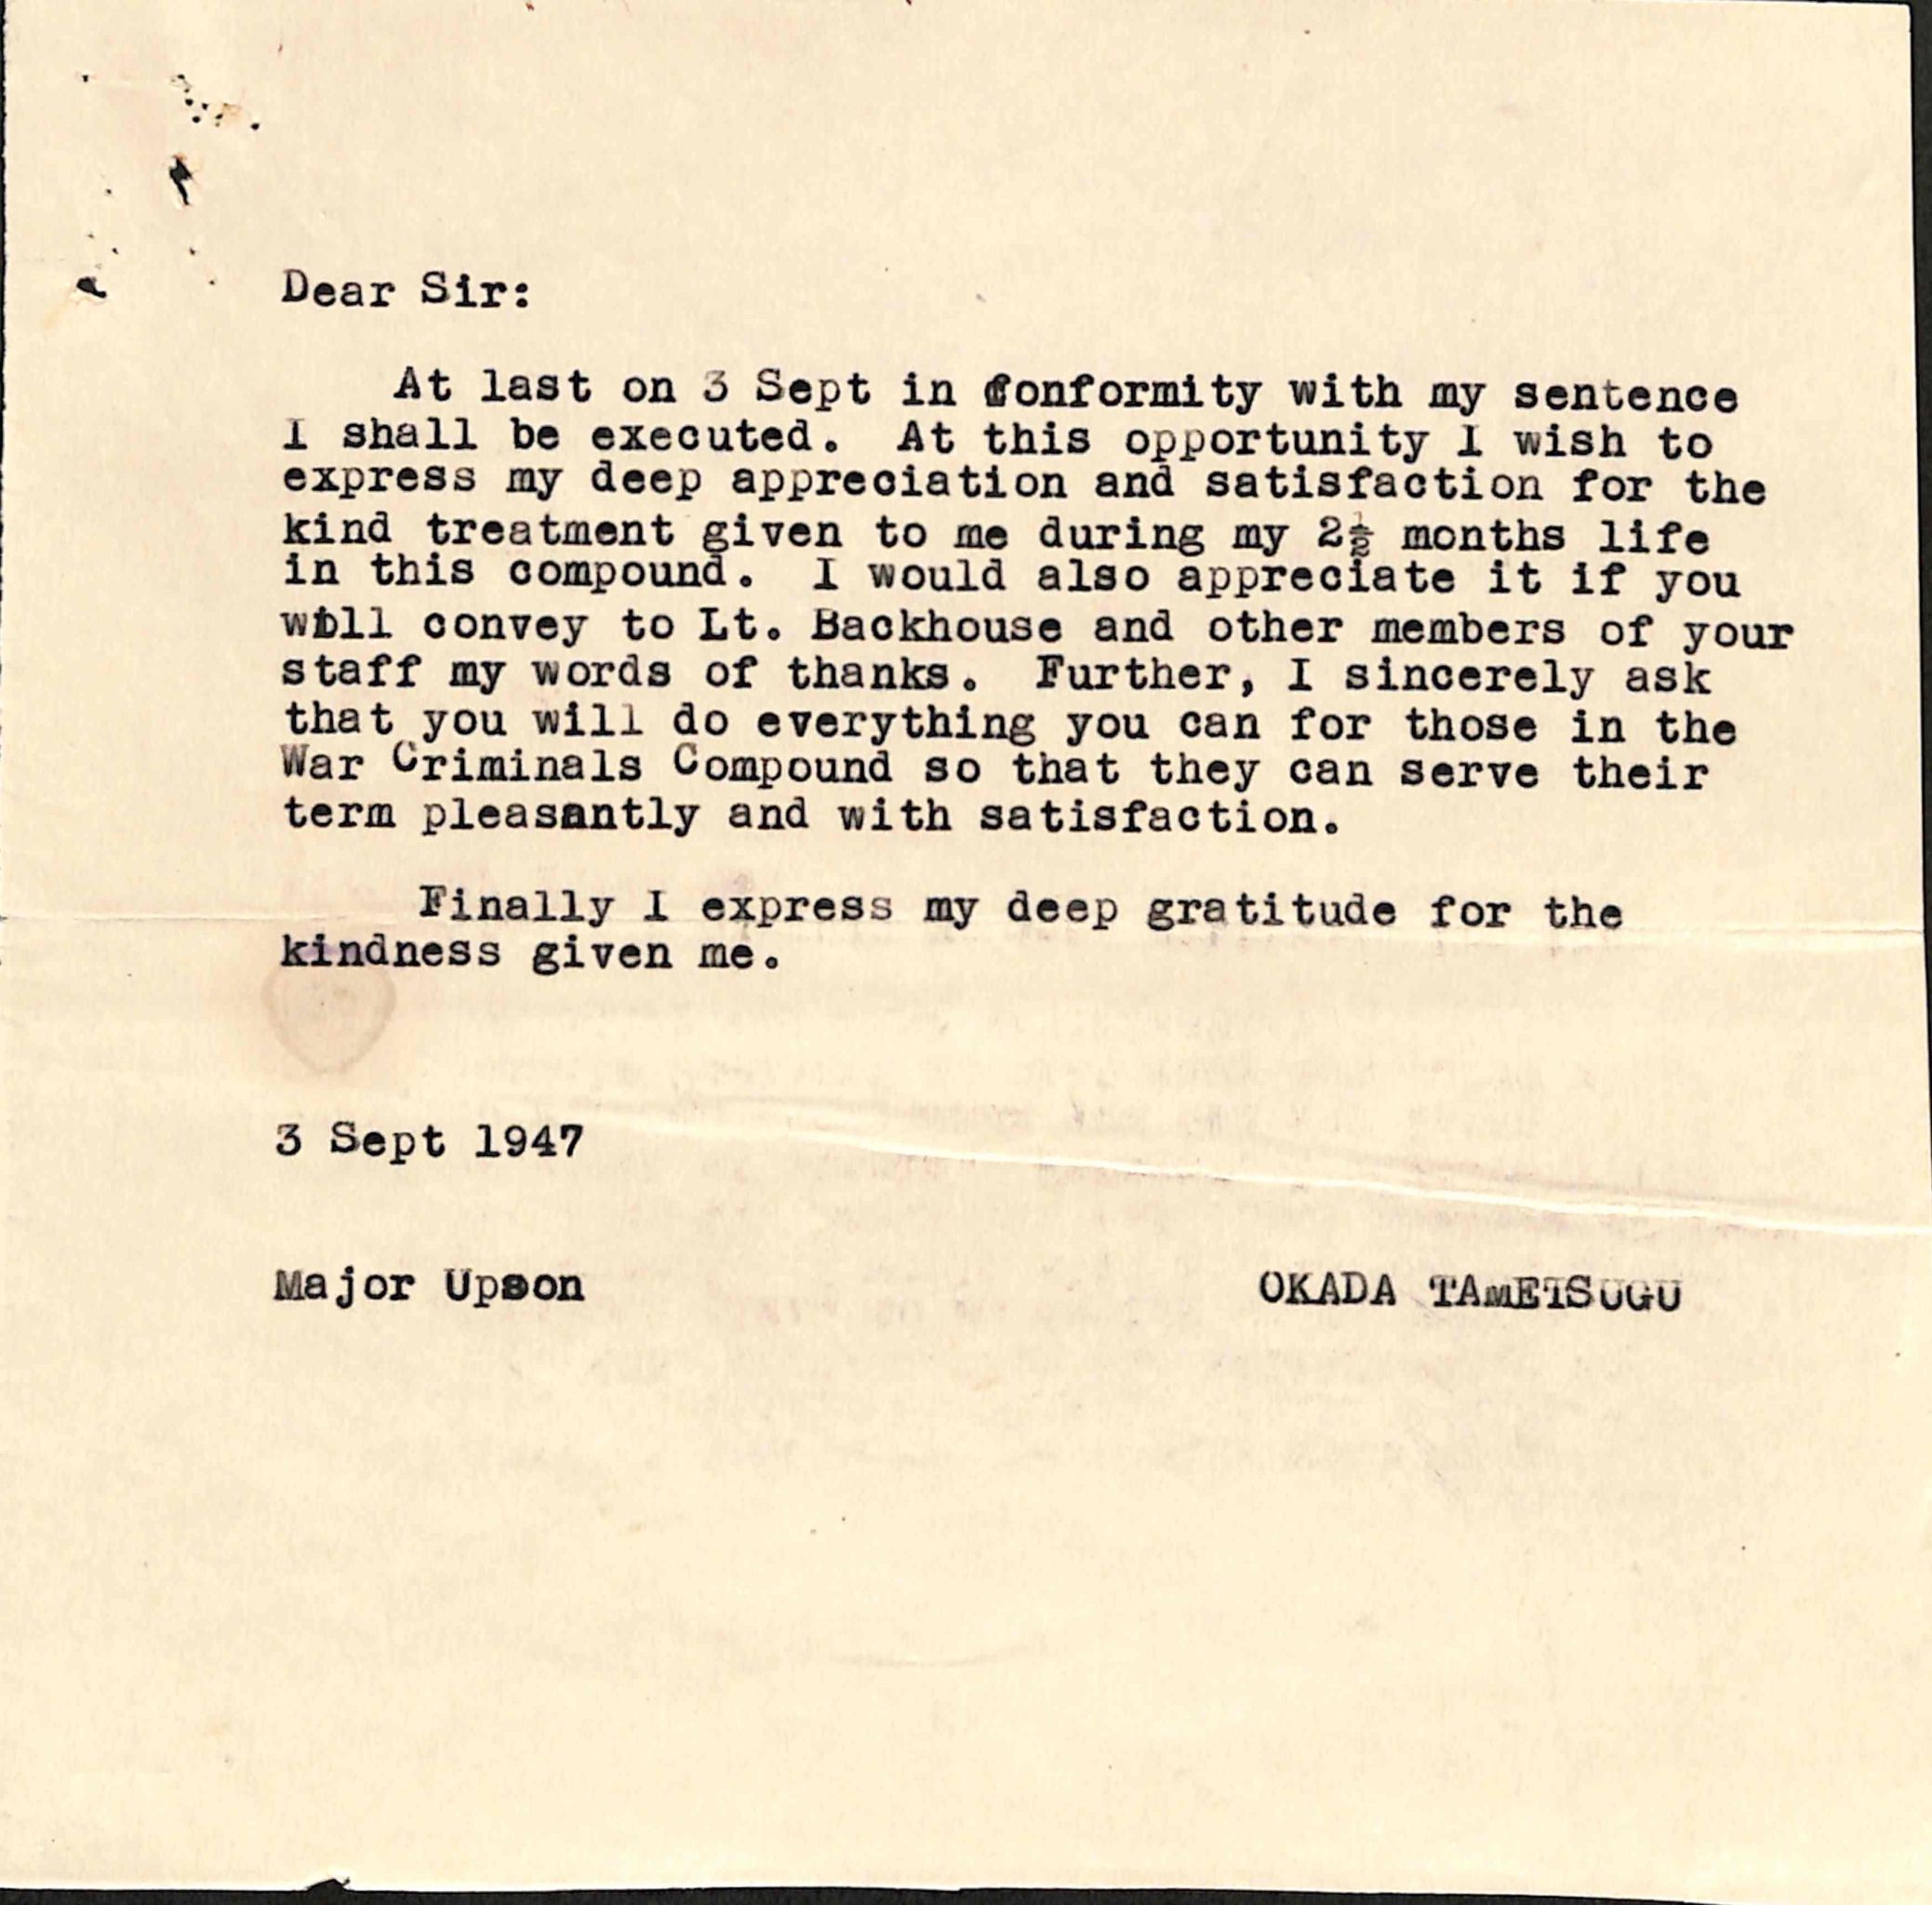 Dear Sir:
At last on 3 Sept in conformity with my sentence
I shall be executed. At this opportunity I wish to
express my deep appreciation and satisfaction for the
kind treatment given to me during my 2½ months life
in this compound. I would also appreciate it if you
will convey to Lt. Backhouse and other members of your
staff my words of thanks. Further, I sincerely ask
that you will do everything you can for those in the
War Criminals Compound so that they can serve their
term pleasantly and with satisfaction.
Finally I express my deep gratitude for the
kindness given me.
3 Sept 1947
Major Upson
OKADA TAmETSUGU